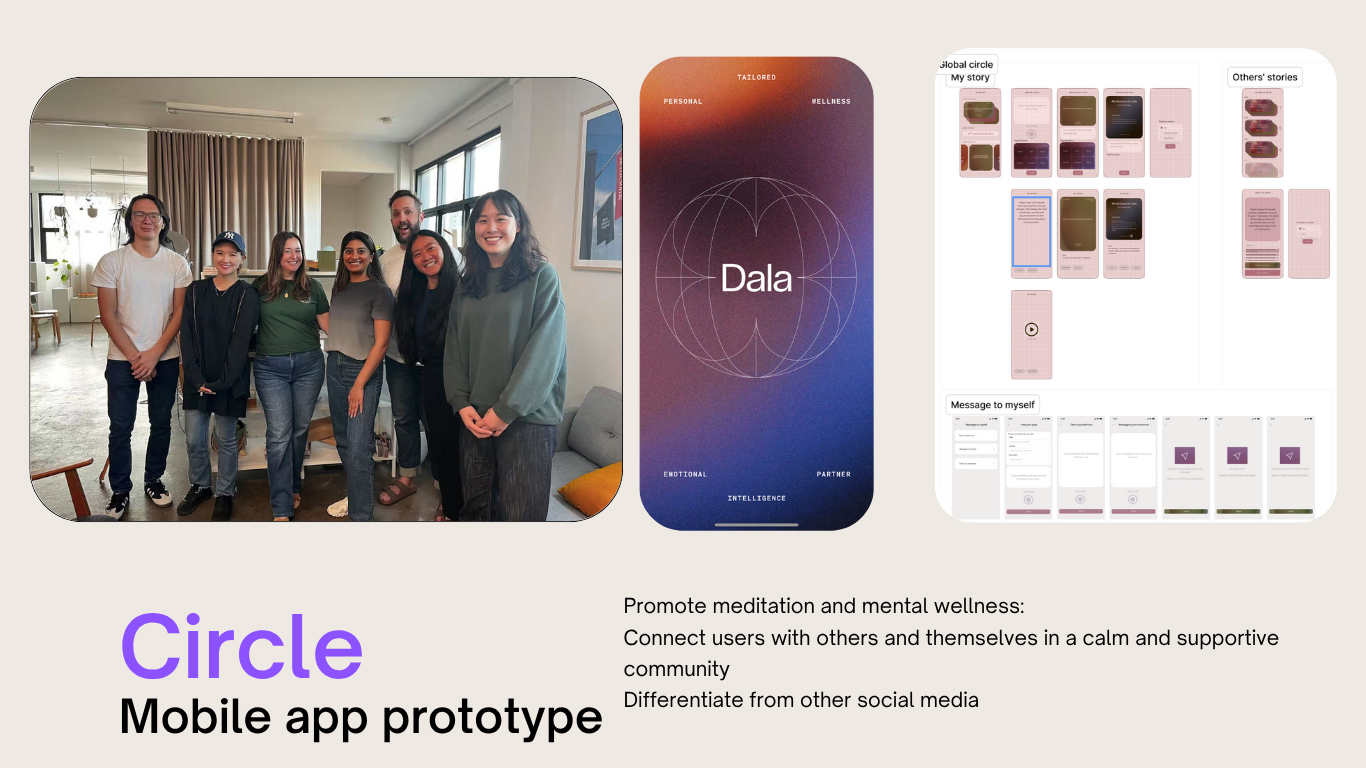 TAILORED
PERSONAL
WELLNESS
Dala
EMOTIONAL
PARTNER
INTELLIGENCE
Global circle
My story
Others' stories
Message to myself
Circle
Mobile app prototype
Promote meditation and mental wellness:
Connect users with others and themselves in a calm and supportive
community
Differentiate from other social media